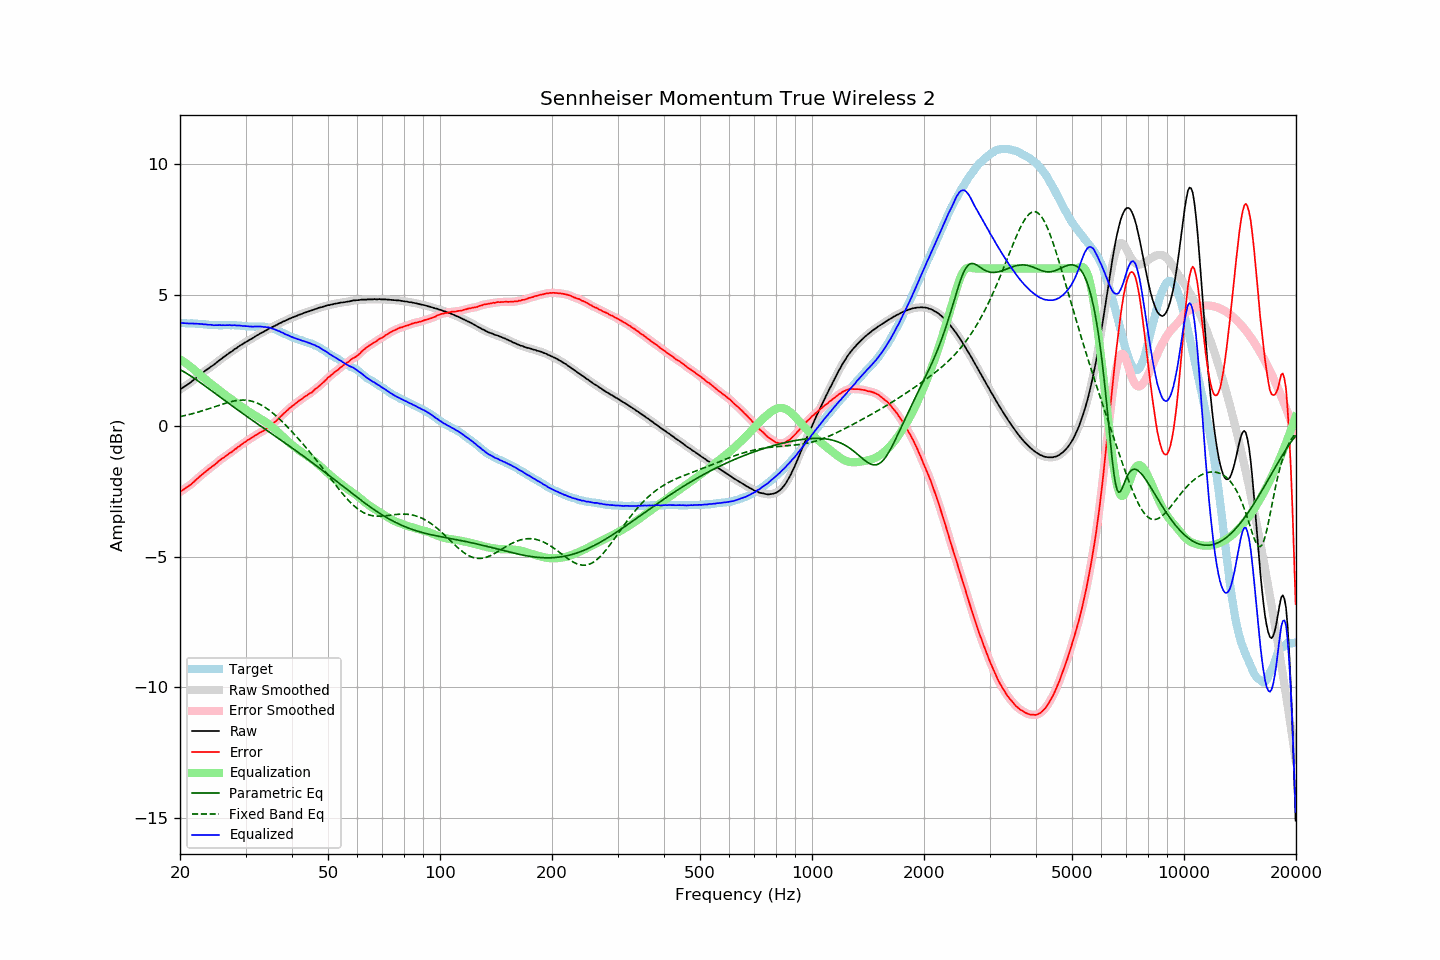 Sennheiser Momentum True Wireless 2
Amplitude (dBr)
10
5
0
−5
−10
−15
Target
Raw Smoothed
Error Smoothed
Raw
Error
Equalization
Parametric Eq
Fixed Band Eq
Equalized
20 50 100 200 500 1000 2000 5000 10000 20000
Frequency (Hz)